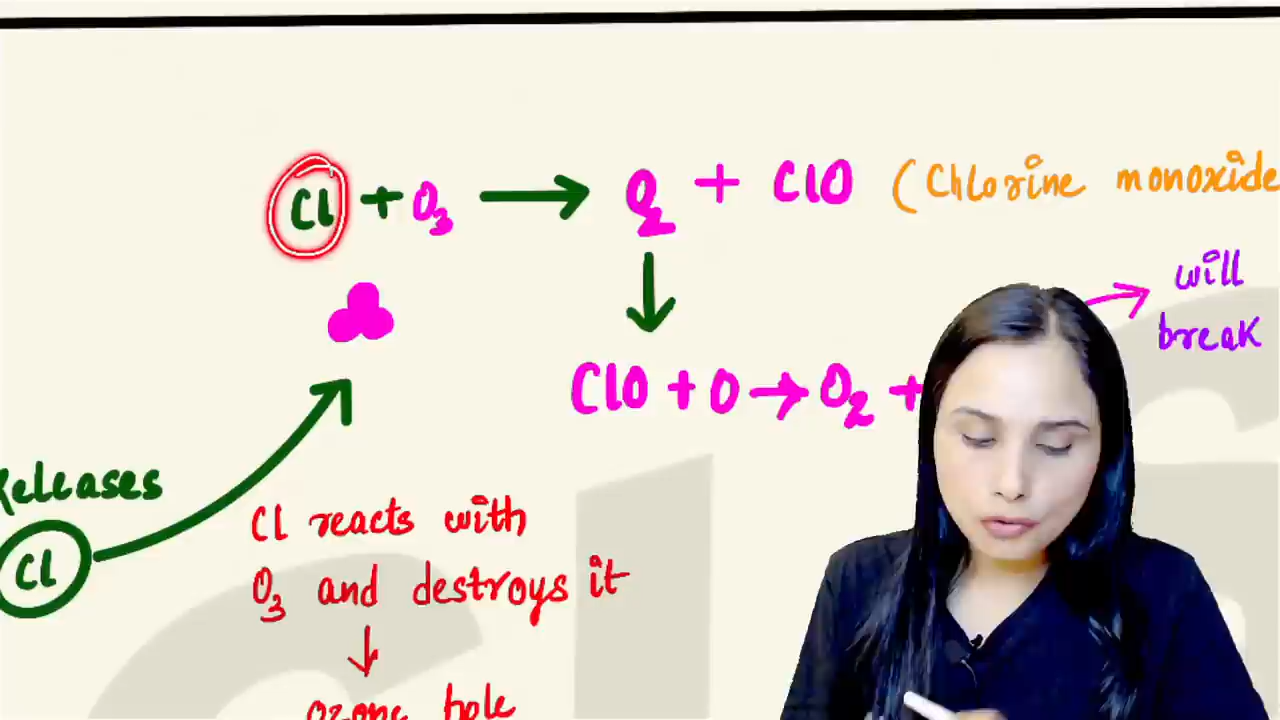 Cl + O3 → O2 + ClO (Chlorine monoxide
will
break
ClO + O → O2 +
Releases
Cl
Cl reacts with
O3 and destroys it
↓
ozone hole